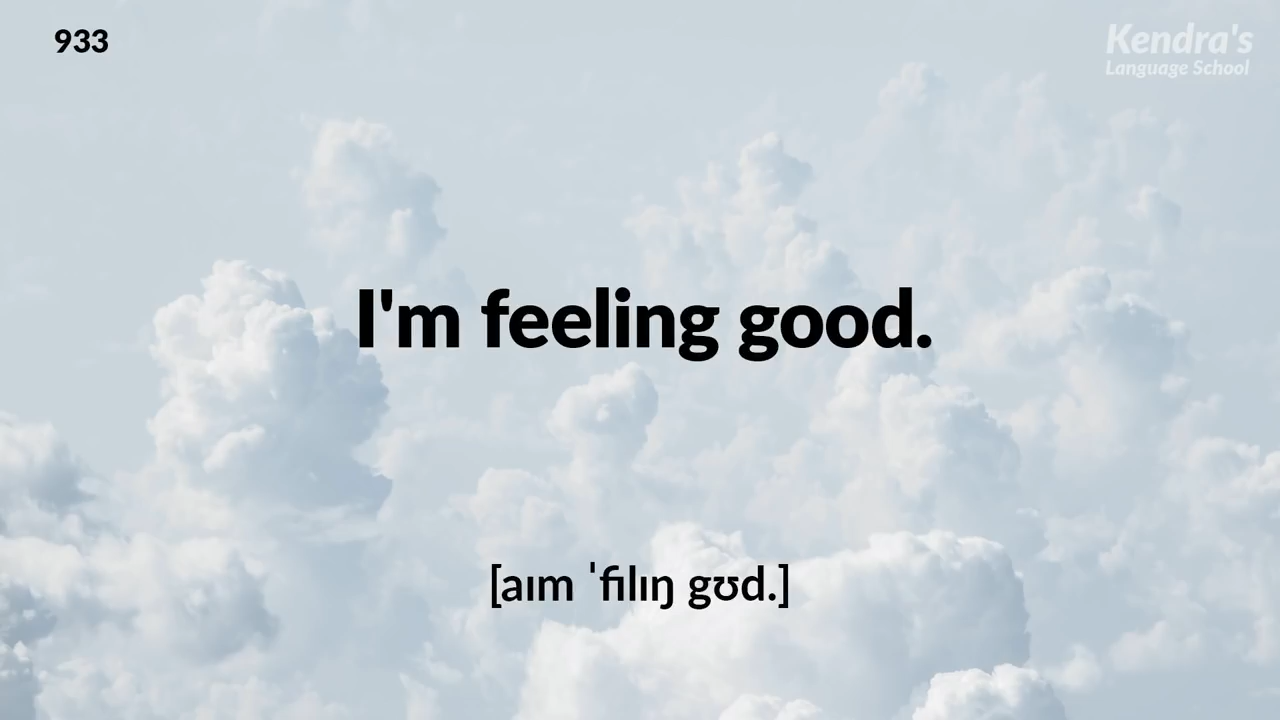 933
Kendra's
Language School
I'm feeling good.
[aɪm ˈfilɪŋ gʊd.]